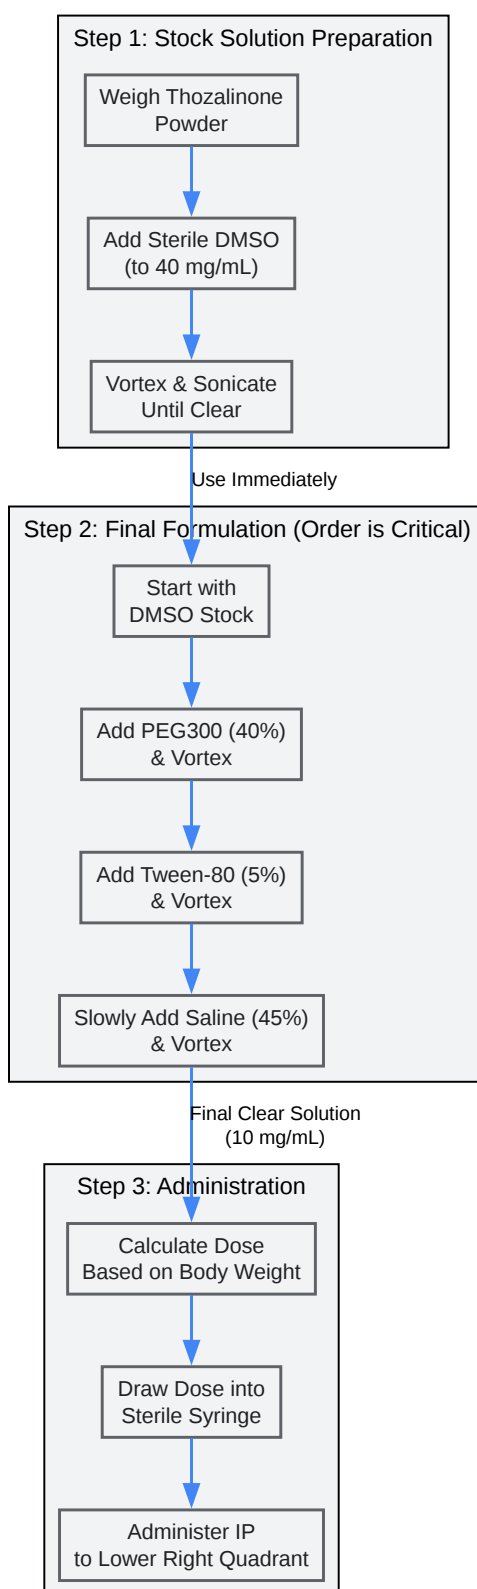 Step 1: Stock Solution Preparation
Weigh Thozalinone
Powder
Add Sterile DMSO
(to 40 mg/mL)
Vortex & Sonicate
Until Clear
Use Immediately
Step 2: Final Formulation (Order is Critical)
Start with
DMSO Stock
Add PEG300 (40%)
& Vortex
Add Tween-80 (5%)
& Vortex
Slowly Add Saline (45%)
& Vortex
Final Clear Solution
(10 mg/mL)
Step 3: Administration
Calculate Dose
Based on Body Weight
Draw Dose into
Sterile Syringe
Administer IP
to Lower Right Quadrant